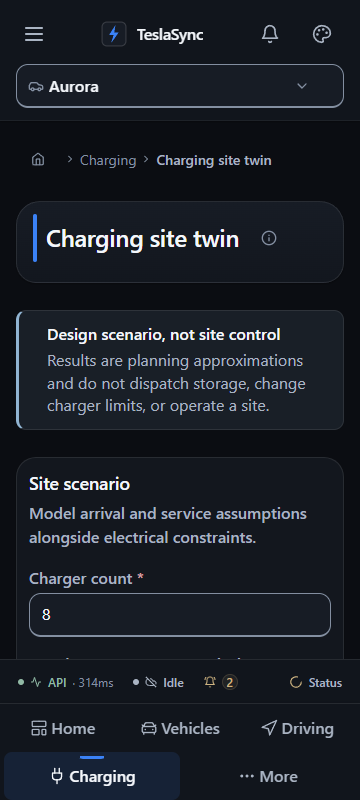 TeslaSync
Aurora
Charging
Charging site twin
Charging site twin
Design scenario, not site control
Results are planning approximations
and do not dispatch storage, change
charger limits, or operate a site.
Site scenario
Model arrival and service assumptions
alongside electrical constraints.
Charger count *
8
API · 314ms
Idle
2
Status
Home
Vehicles
Driving
Charging
More